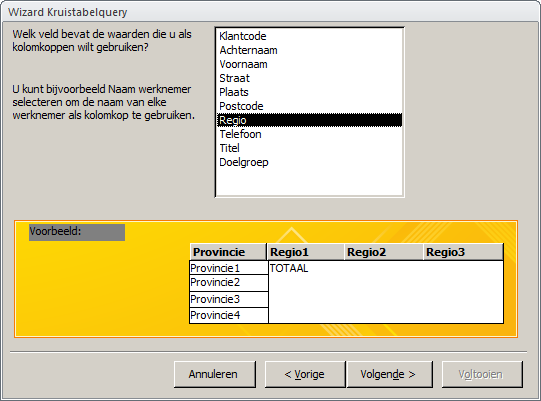 Wizard Kruistabelquery
Welk veld bevat de waarden die u als
kolomkoppen wilt gebruiken?
U kunt bijvoorbeeld Naam werknemer
selecteren om de naam van elke
werknemer als kolomkop te gebruiken.
Klantcode
Achternaam
Voornaam
Straat
Plaats
Postcode
Regio
Telefoon
Titel
Doelgroep
Voorbeeld:
Provincie Regio1 Regio2 Regio3
Provincie1 TOTAAL
Provincie2
Provincie3
Provincie4
Annuleren < Vorige Volgende > Voltooien